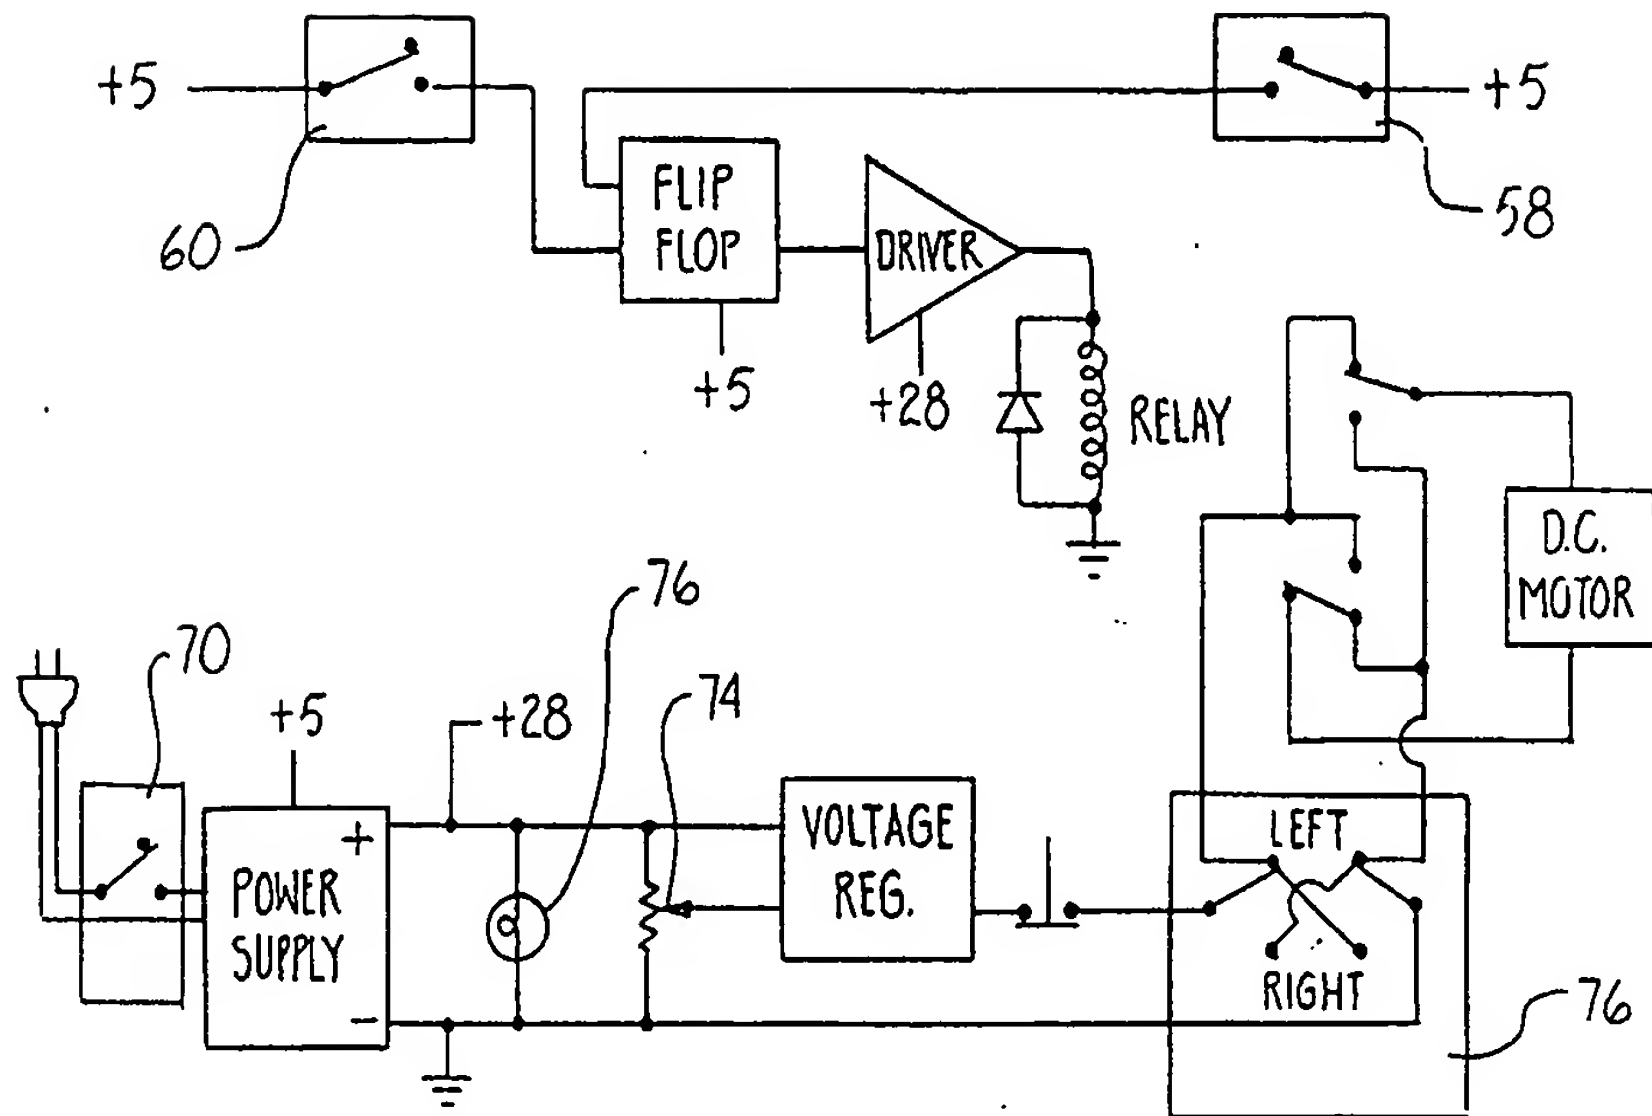 +5
+5
60
58
FLIP
FLOP
DRIVER
+5
+28
RELAY
D.C.
MOTOR
76
70
74
+5
+28
+
POWER
SUPPLY
-
VOLTAGE
REG.
LEFT
RIGHT
76